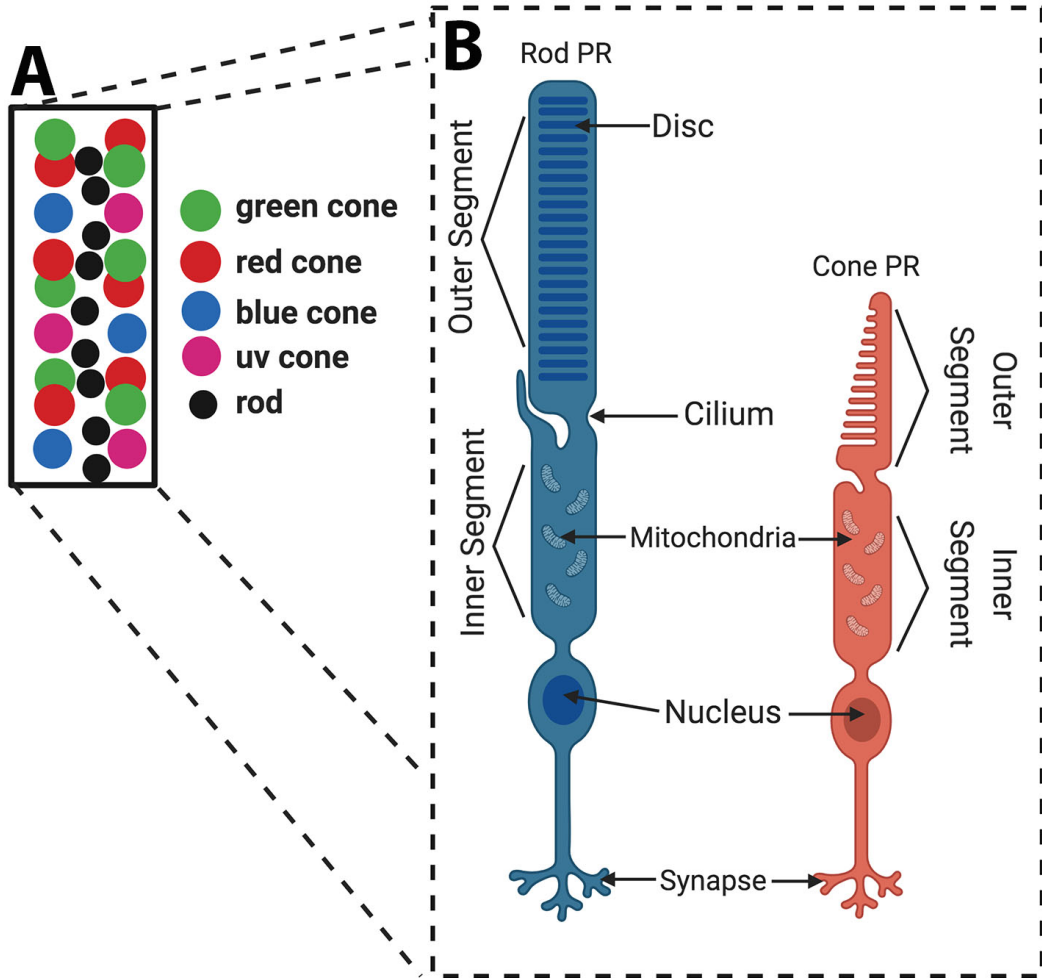 A
green cone
red cone
blue cone
uv cone
rod
B
Rod PR
Disc
Outer Segment
Cone PR
Outer
Segment
Cilium
Inner Segment
Mitochondria
Inner
Segment
Nucleus
Synapse